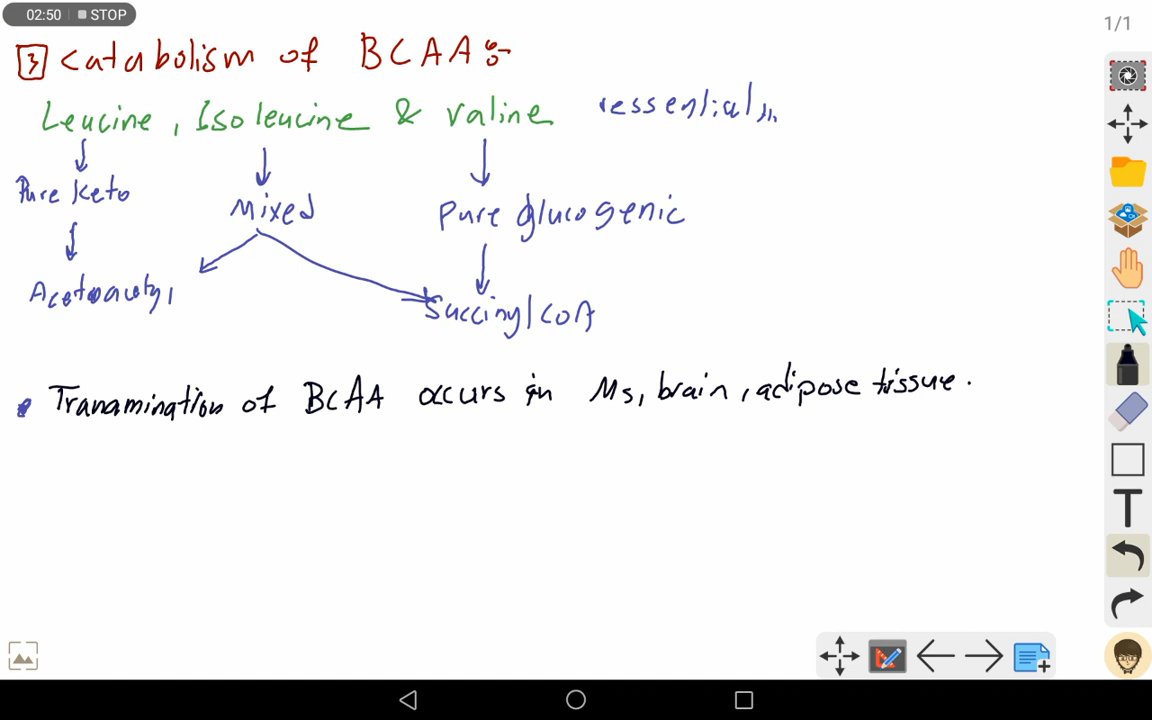 02:50 STOP
1/1
3 Catabolism of BCAA :-
Leucine, Isoleucine & valine «essential»
Pure Keto Mixed Pure glucogenic
Acetoacetyl Succinyl CoA
• Tranamination of BCAA occurs in Ms, brain, adipose tissue.
T